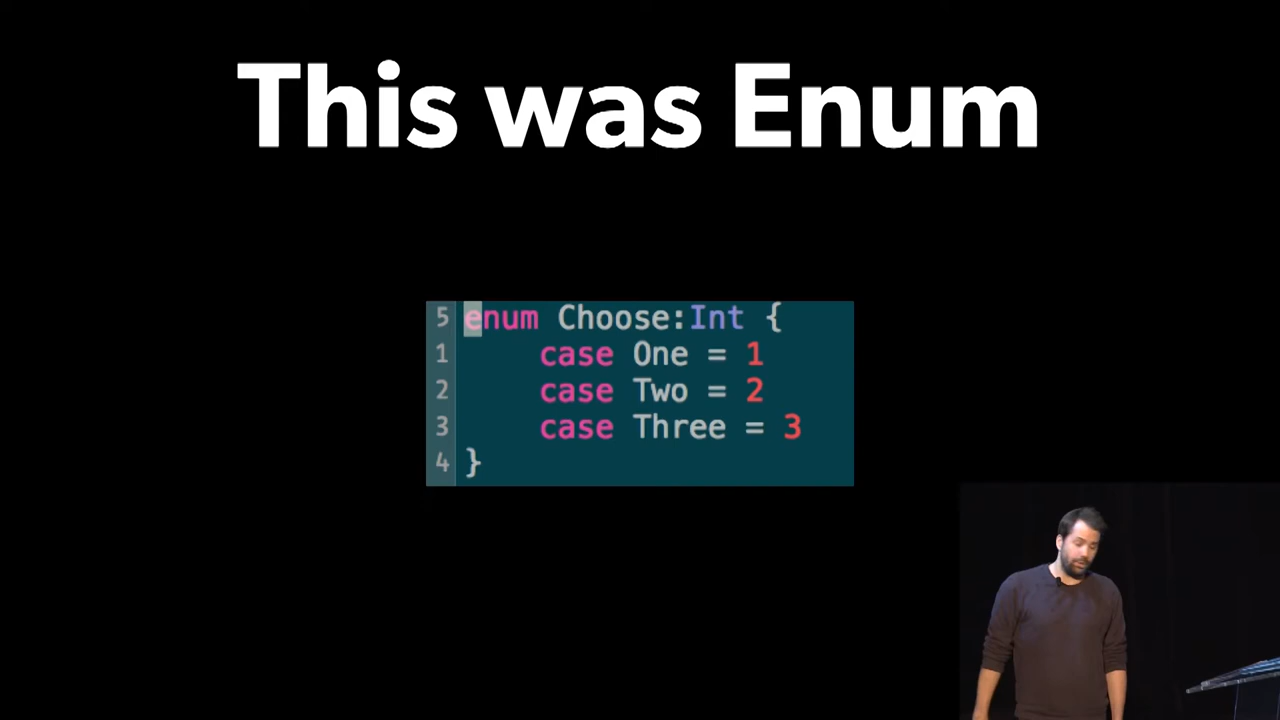 This was Enum
5 enum Choose:Int {
1 case One = 1
2 case Two = 2
3 case Three = 3
4 }